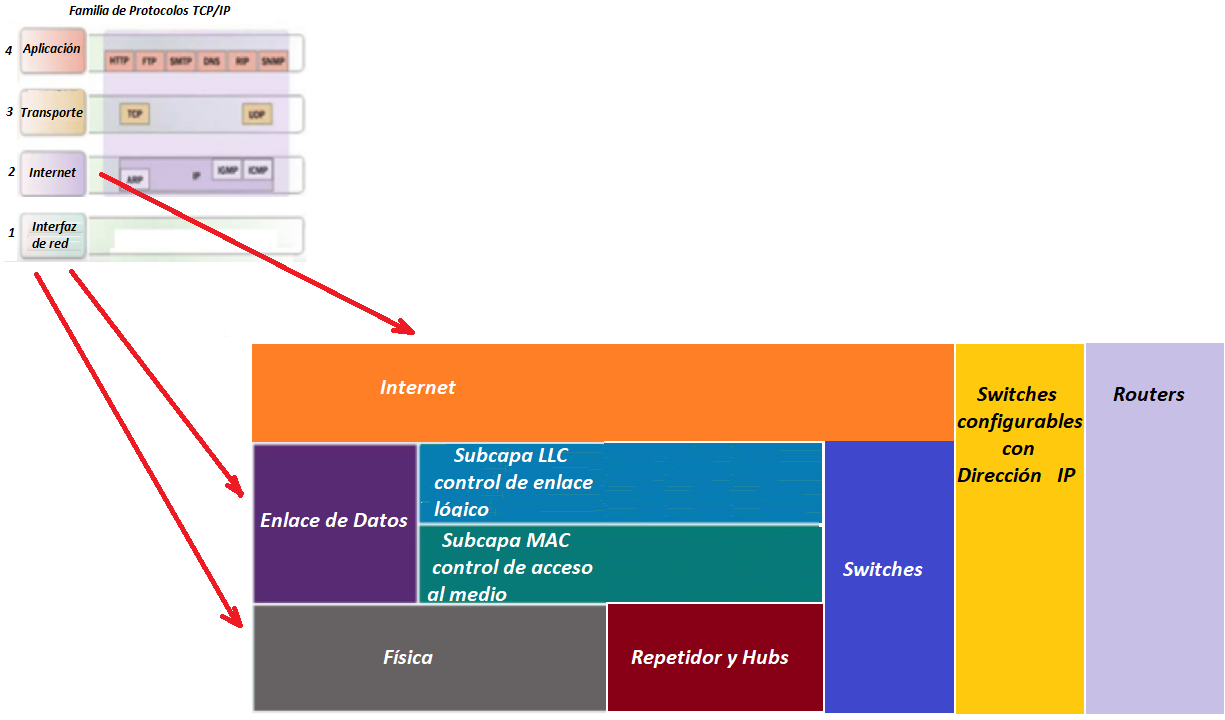 Familia de Protocolos TCP/IP
4 Aplicación
HTTP FTP SMTP DNS RIP SNMP
3 Transporte
TCP UDP
2 Internet
ARP IP IGMP ICMP
1 Interfaz
de red
Internet
Switches
configurables
con
Dirección IP
Routers
Enlace de Datos
Subcapa LLC
control de enlace
lógico
Subcapa MAC
control de acceso
al medio
Switches
Física
Repetidor y Hubs